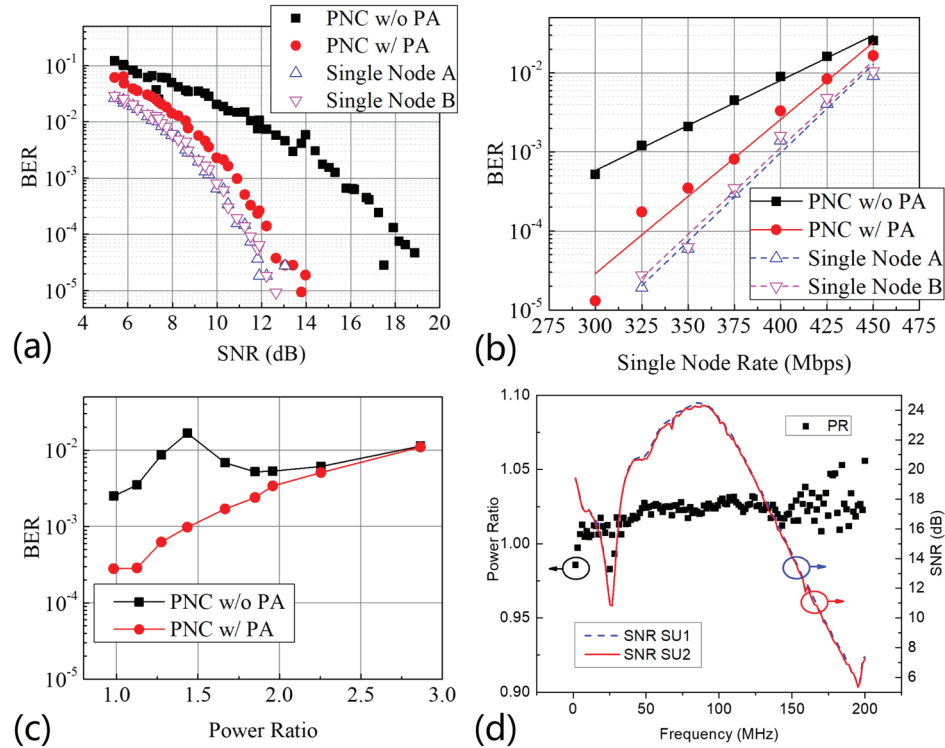 (a)
PNC w/o PA
PNC w/ PA
Single Node A
Single Node B
BER
10^-1
10^-2
10^-3
10^-4
10^-5
4 6 8 10 12 14 16 18 20
SNR (dB)
(b)
BER
10^-2
10^-3
10^-4
10^-5
PNC w/o PA
PNC w/ PA
Single Node A
Single Node B
275 300 325 350 375 400 425 450 475
Single Node Rate (Mbps)
(c)
BER
10^-1
10^-2
10^-3
10^-4
10^-5
PNC w/o PA
PNC w/ PA
1.0 1.5 2.0 2.5 3.0
Power Ratio
(d)
Power Ratio
1.10
1.05
1.00
0.95
0.90
PR
SNR SU1
SNR SU2
24
22
20
18
16
14
12
10
8
6
SNR (dB)
0 50 100 150 200
Frequency (MHz)